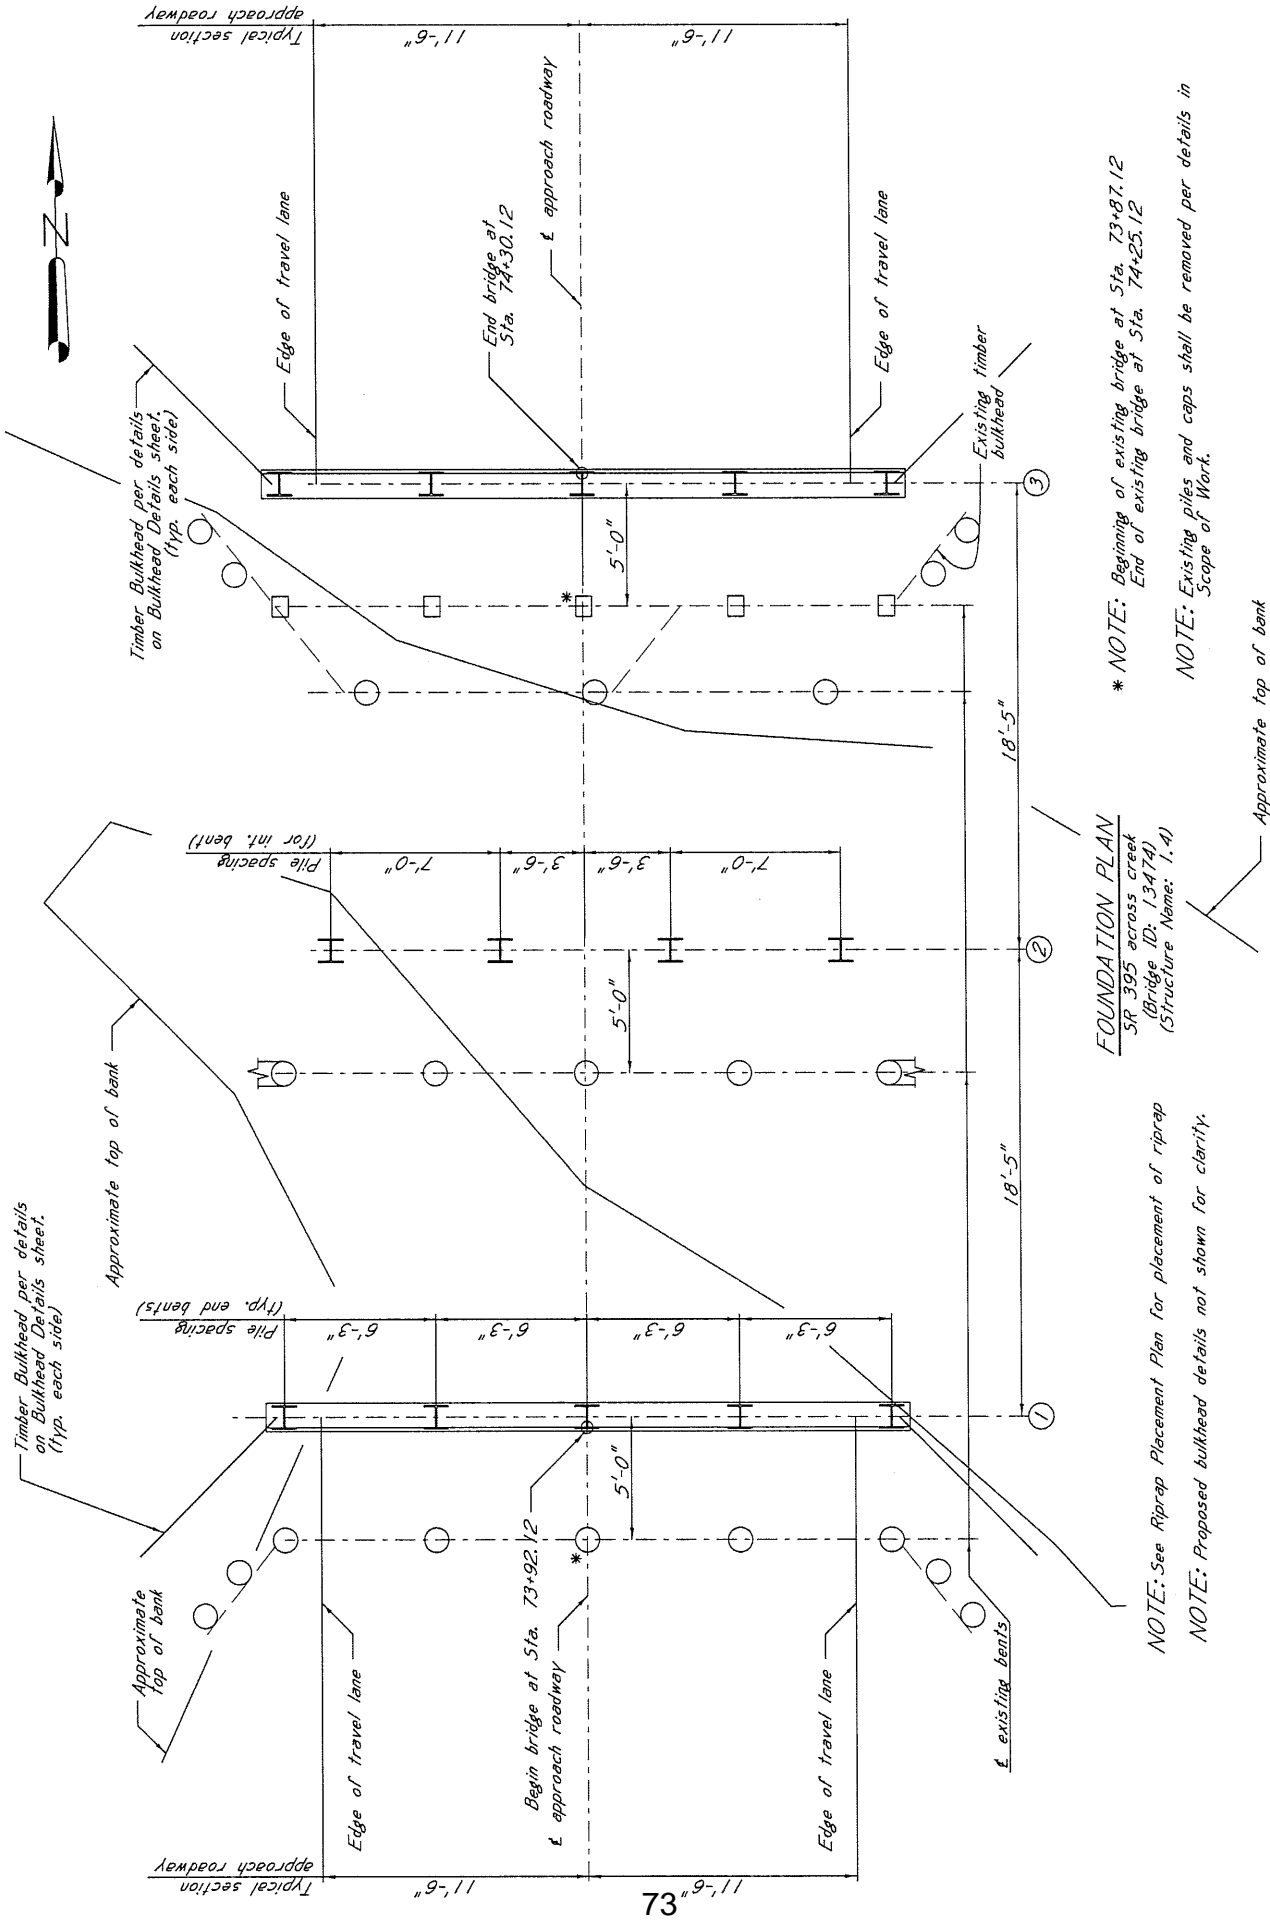 Timber Bulkhead per details
on Bulkhead Details sheet.
(typ. each side)
Approximate
top of bank
Approximate top of bank
Timber Bulkhead per details
on Bulkhead Details sheet.
(typ. each side)
N
Typical section
approach roadway
11'-6"
11'-6"
Edge of travel lane
Begin bridge at Sta. 73+92.12
℄ approach roadway
Edge of travel lane
*
5'-0"
Pile spacing
(typ. end bents)
6'-3"
6'-3"
6'-3"
6'-3"
5'-0"
Pile spacing
(for int. bent)
7'-0"
3'-6"
3'-6"
7'-0"
*
5'-0"
Edge of travel lane
End bridge at
Sta. 74+30.12
℄ approach roadway
Edge of travel lane
Existing timber
bulkhead
Typical section
approach roadway
11'-6"
11'-6"
℄ existing bents
18'-5"
18'-5"
1
2
3
FOUNDATION PLAN
SR 395 across creek
(Bridge ID: 13474)
(Structure Name: 1.4)
* NOTE: Beginning of existing bridge at Sta. 73+87.12
End of existing bridge at Sta. 74+25.12
NOTE: Existing piles and caps shall be removed per details in
Scope of Work.
NOTE: See Riprap Placement Plan for placement of riprap
NOTE: Proposed bulkhead details not shown for clarity.
Approximate top of bank
73